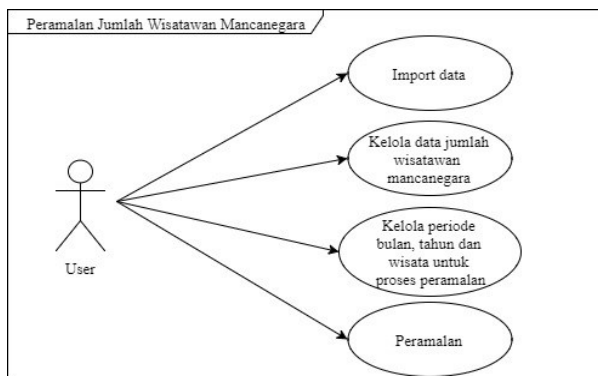 Peramalan Jumlah Wisatawan Mancanegara
Import data
Kelola data jumlah
wisatawan
mancanegara
Kelola periode
bulan, tahun dan
wisata untuk
proses peramalan
User
Peramalan